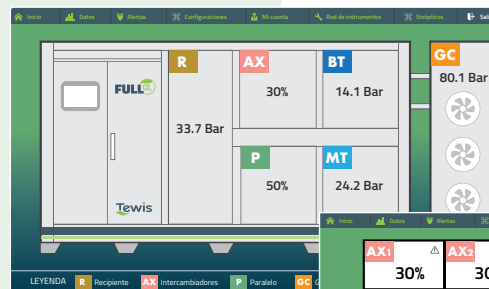 Inicio Datos Alertas Configuraciones Mi cuenta Red de instrumentos Sinópticos Sal
R AX BT GC
30% 14.1 Bar 80.1 Bar
FULL
33.7 Bar
P MT
50% 24.2 Bar
Tewis
Inicio Datos Alertas
AX1 AX2
30% 30
LEYENDA R Recipiente AX Intercambiadores P Paralelo GC G